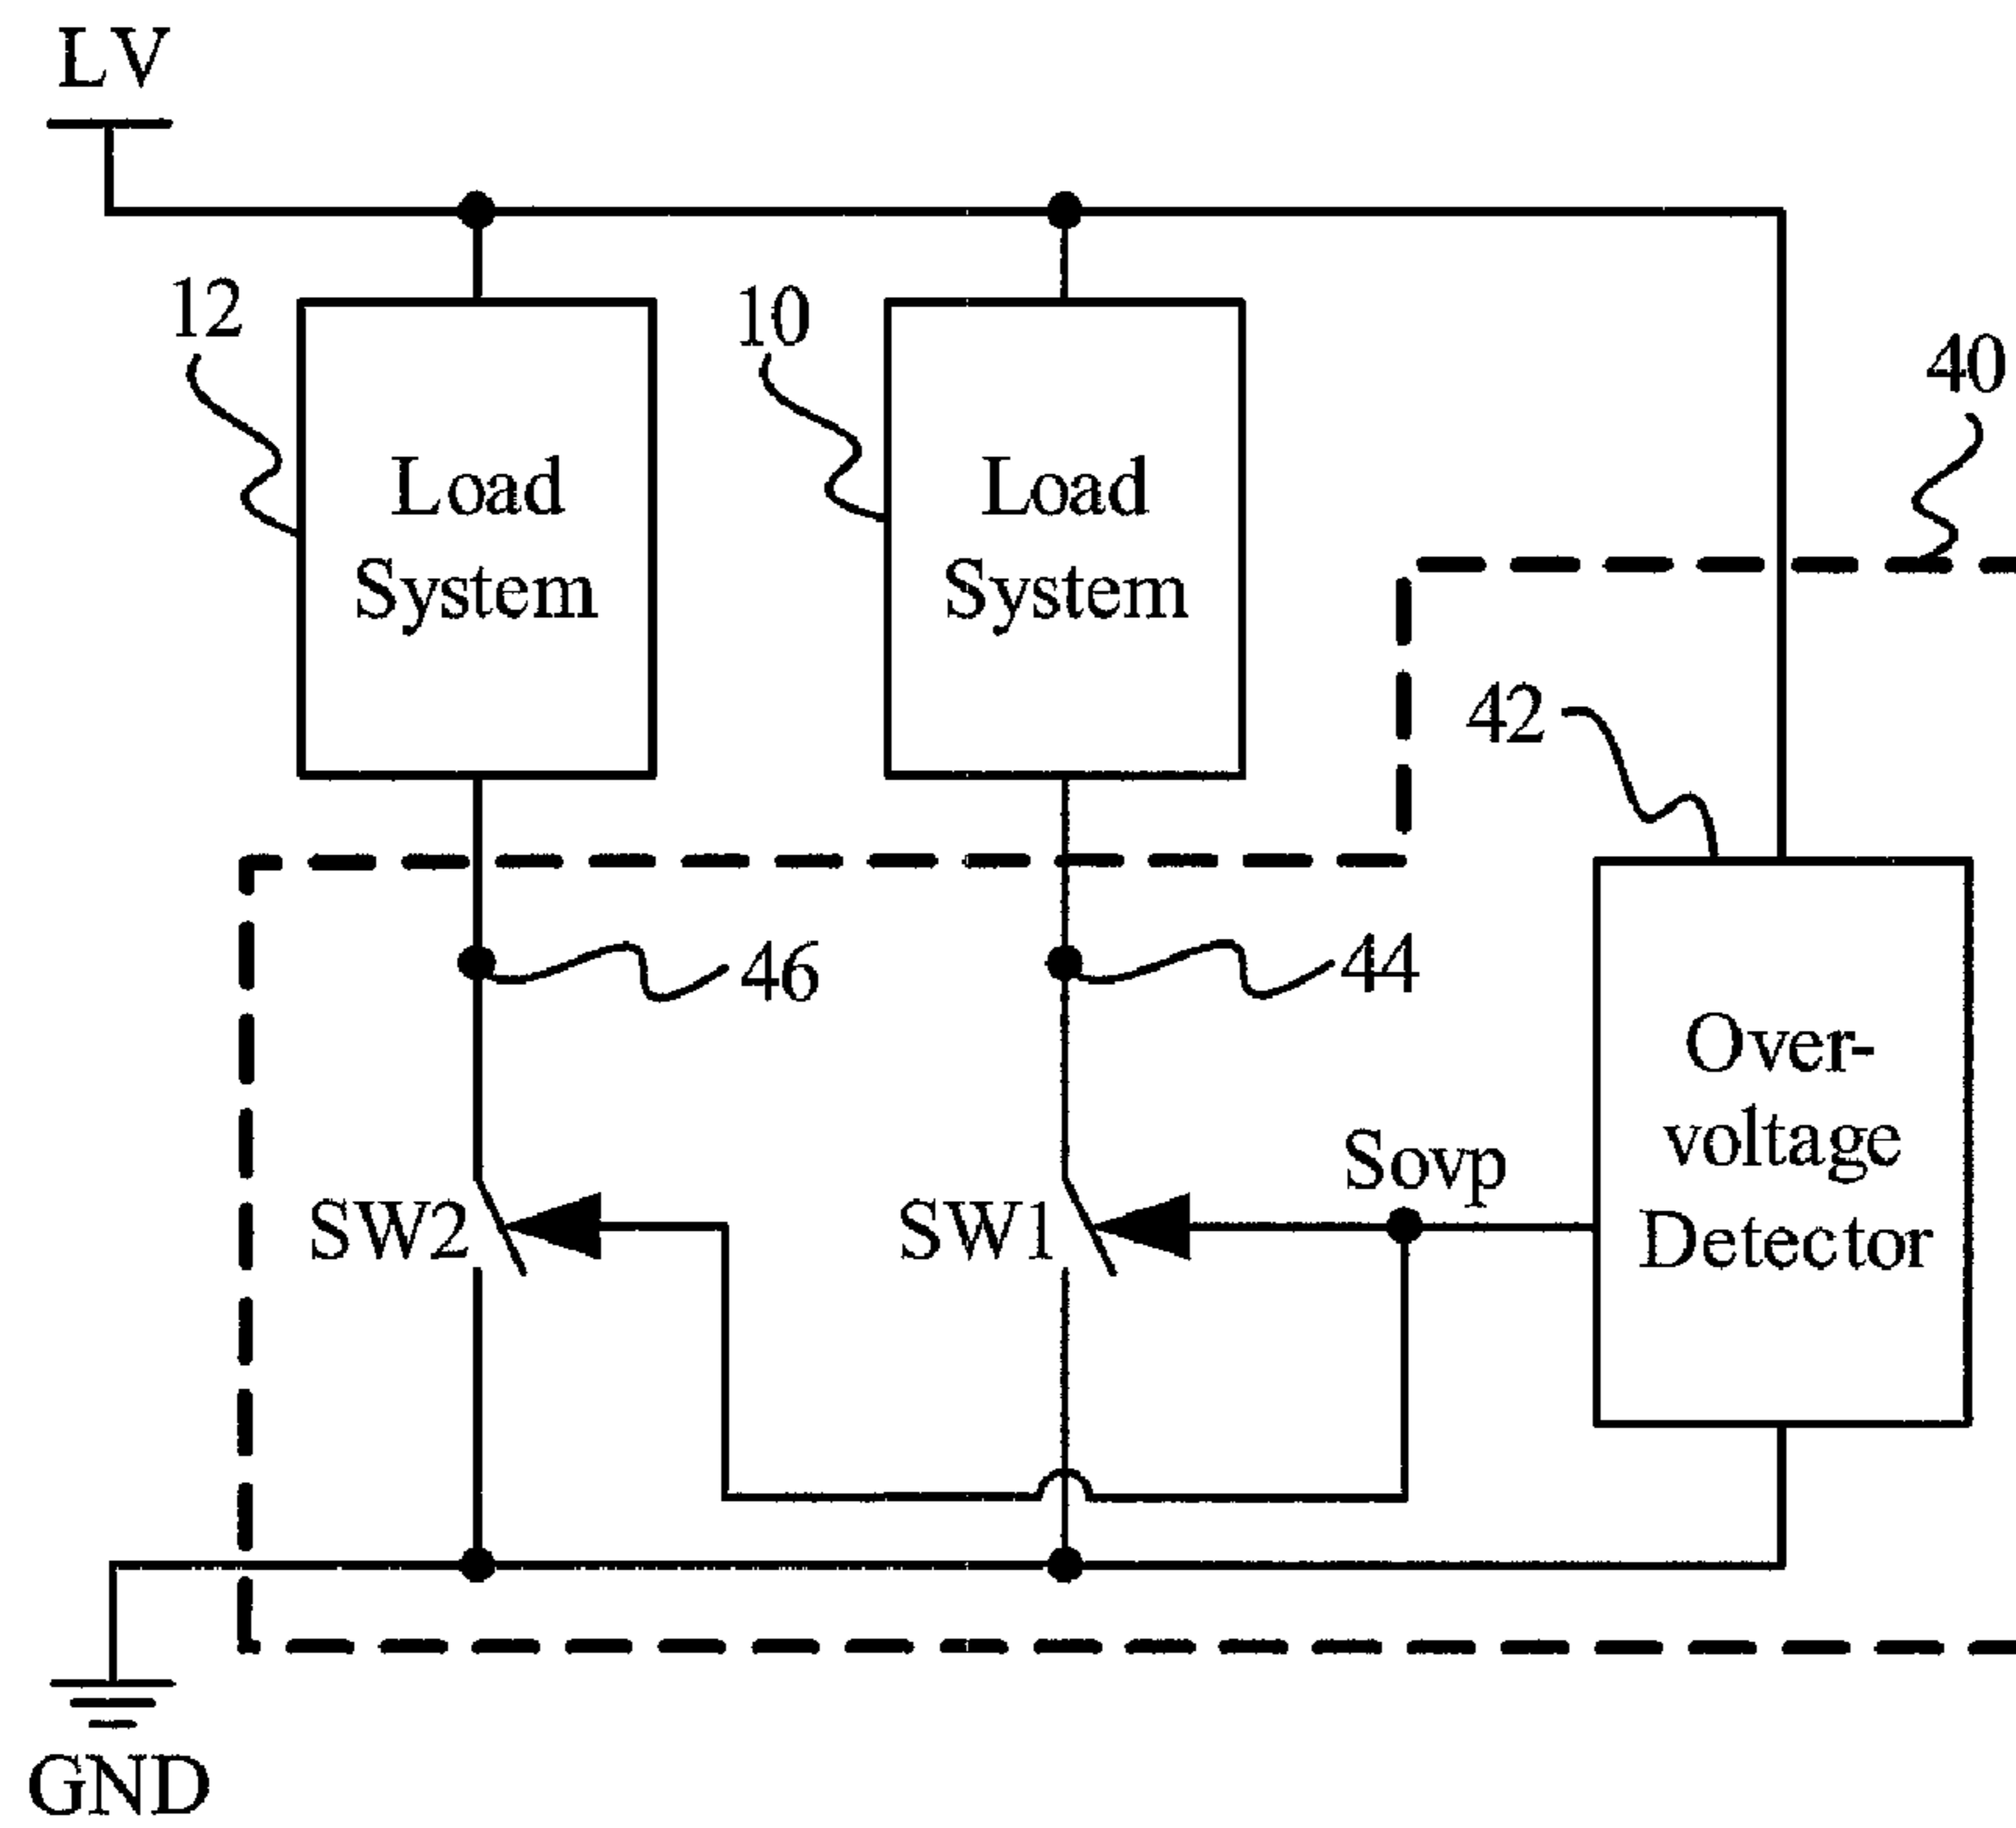 LV
12
10
40
Load
System
Load
System
42
46
44
Over-
voltage
Detector
Sovp
SW2
SW1
GND